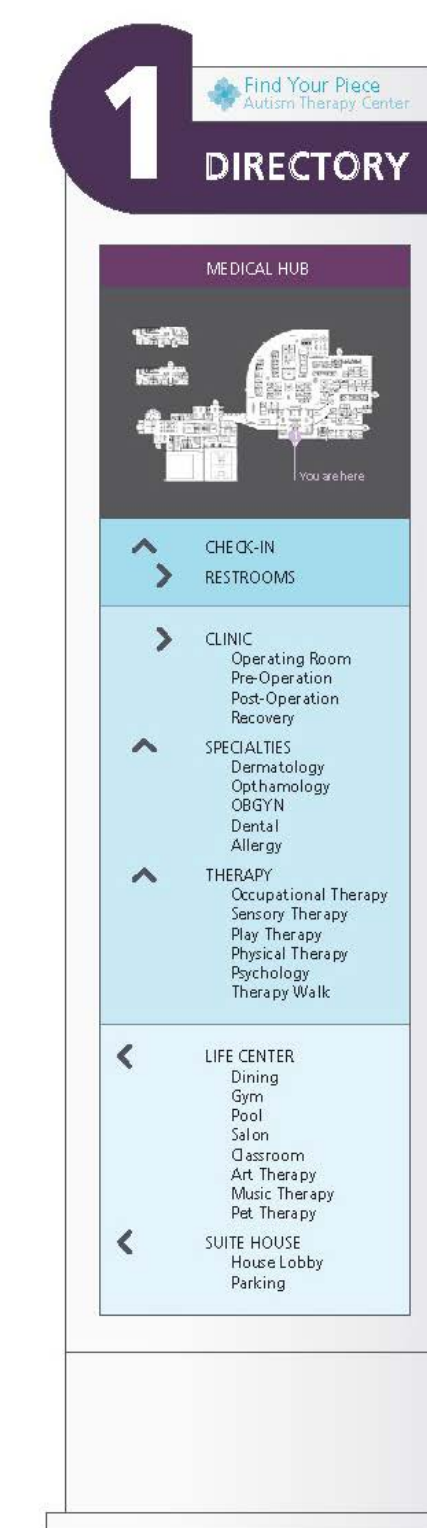 1
Find Your Piece
Autism Therapy Center
DIRECTORY
MEDICAL HUB
You are here
CHECK-IN
RESTROOMS
CLINIC
Operating Room
Pre-Operation
Post-Operation
Recovery
SPECIALTIES
Dermatology
Opthamology
OBGYN
Dental
Allergy
THERAPY
Occupational Therapy
Sensory Therapy
Play Therapy
Physical Therapy
Psychology
Therapy Walk
LIFE CENTER
Dining
Gym
Pool
Salon
Classroom
Art Therapy
Music Therapy
Pet Therapy
SUITE HOUSE
House Lobby
Parking